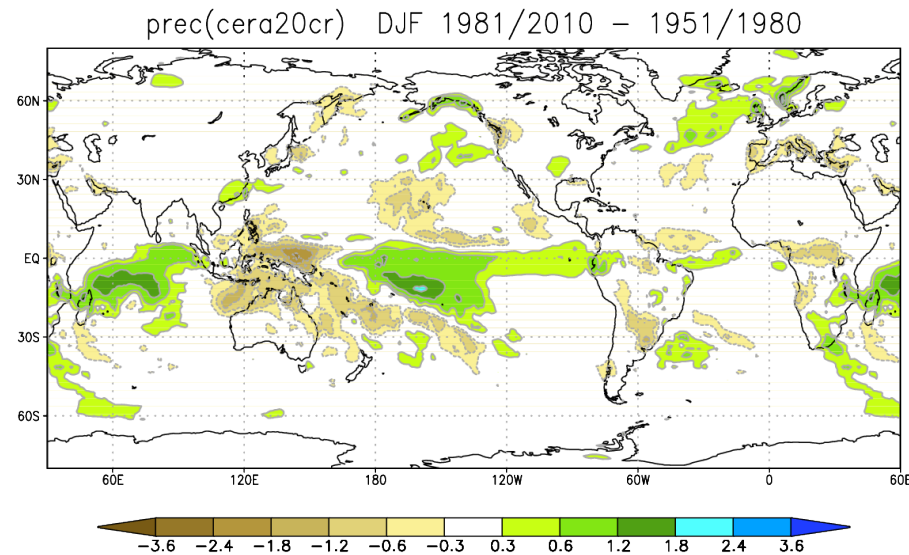 prec(cera20cr) DJF 1981/2010 - 1951/1980
60N
30N
EQ
30S
60S
60E 120E 180 120W 60W 0 60E
-3.6 -2.4 -1.8 -1.2 -0.6 -0.3 0.3 0.6 1.2 1.8 2.4 3.6